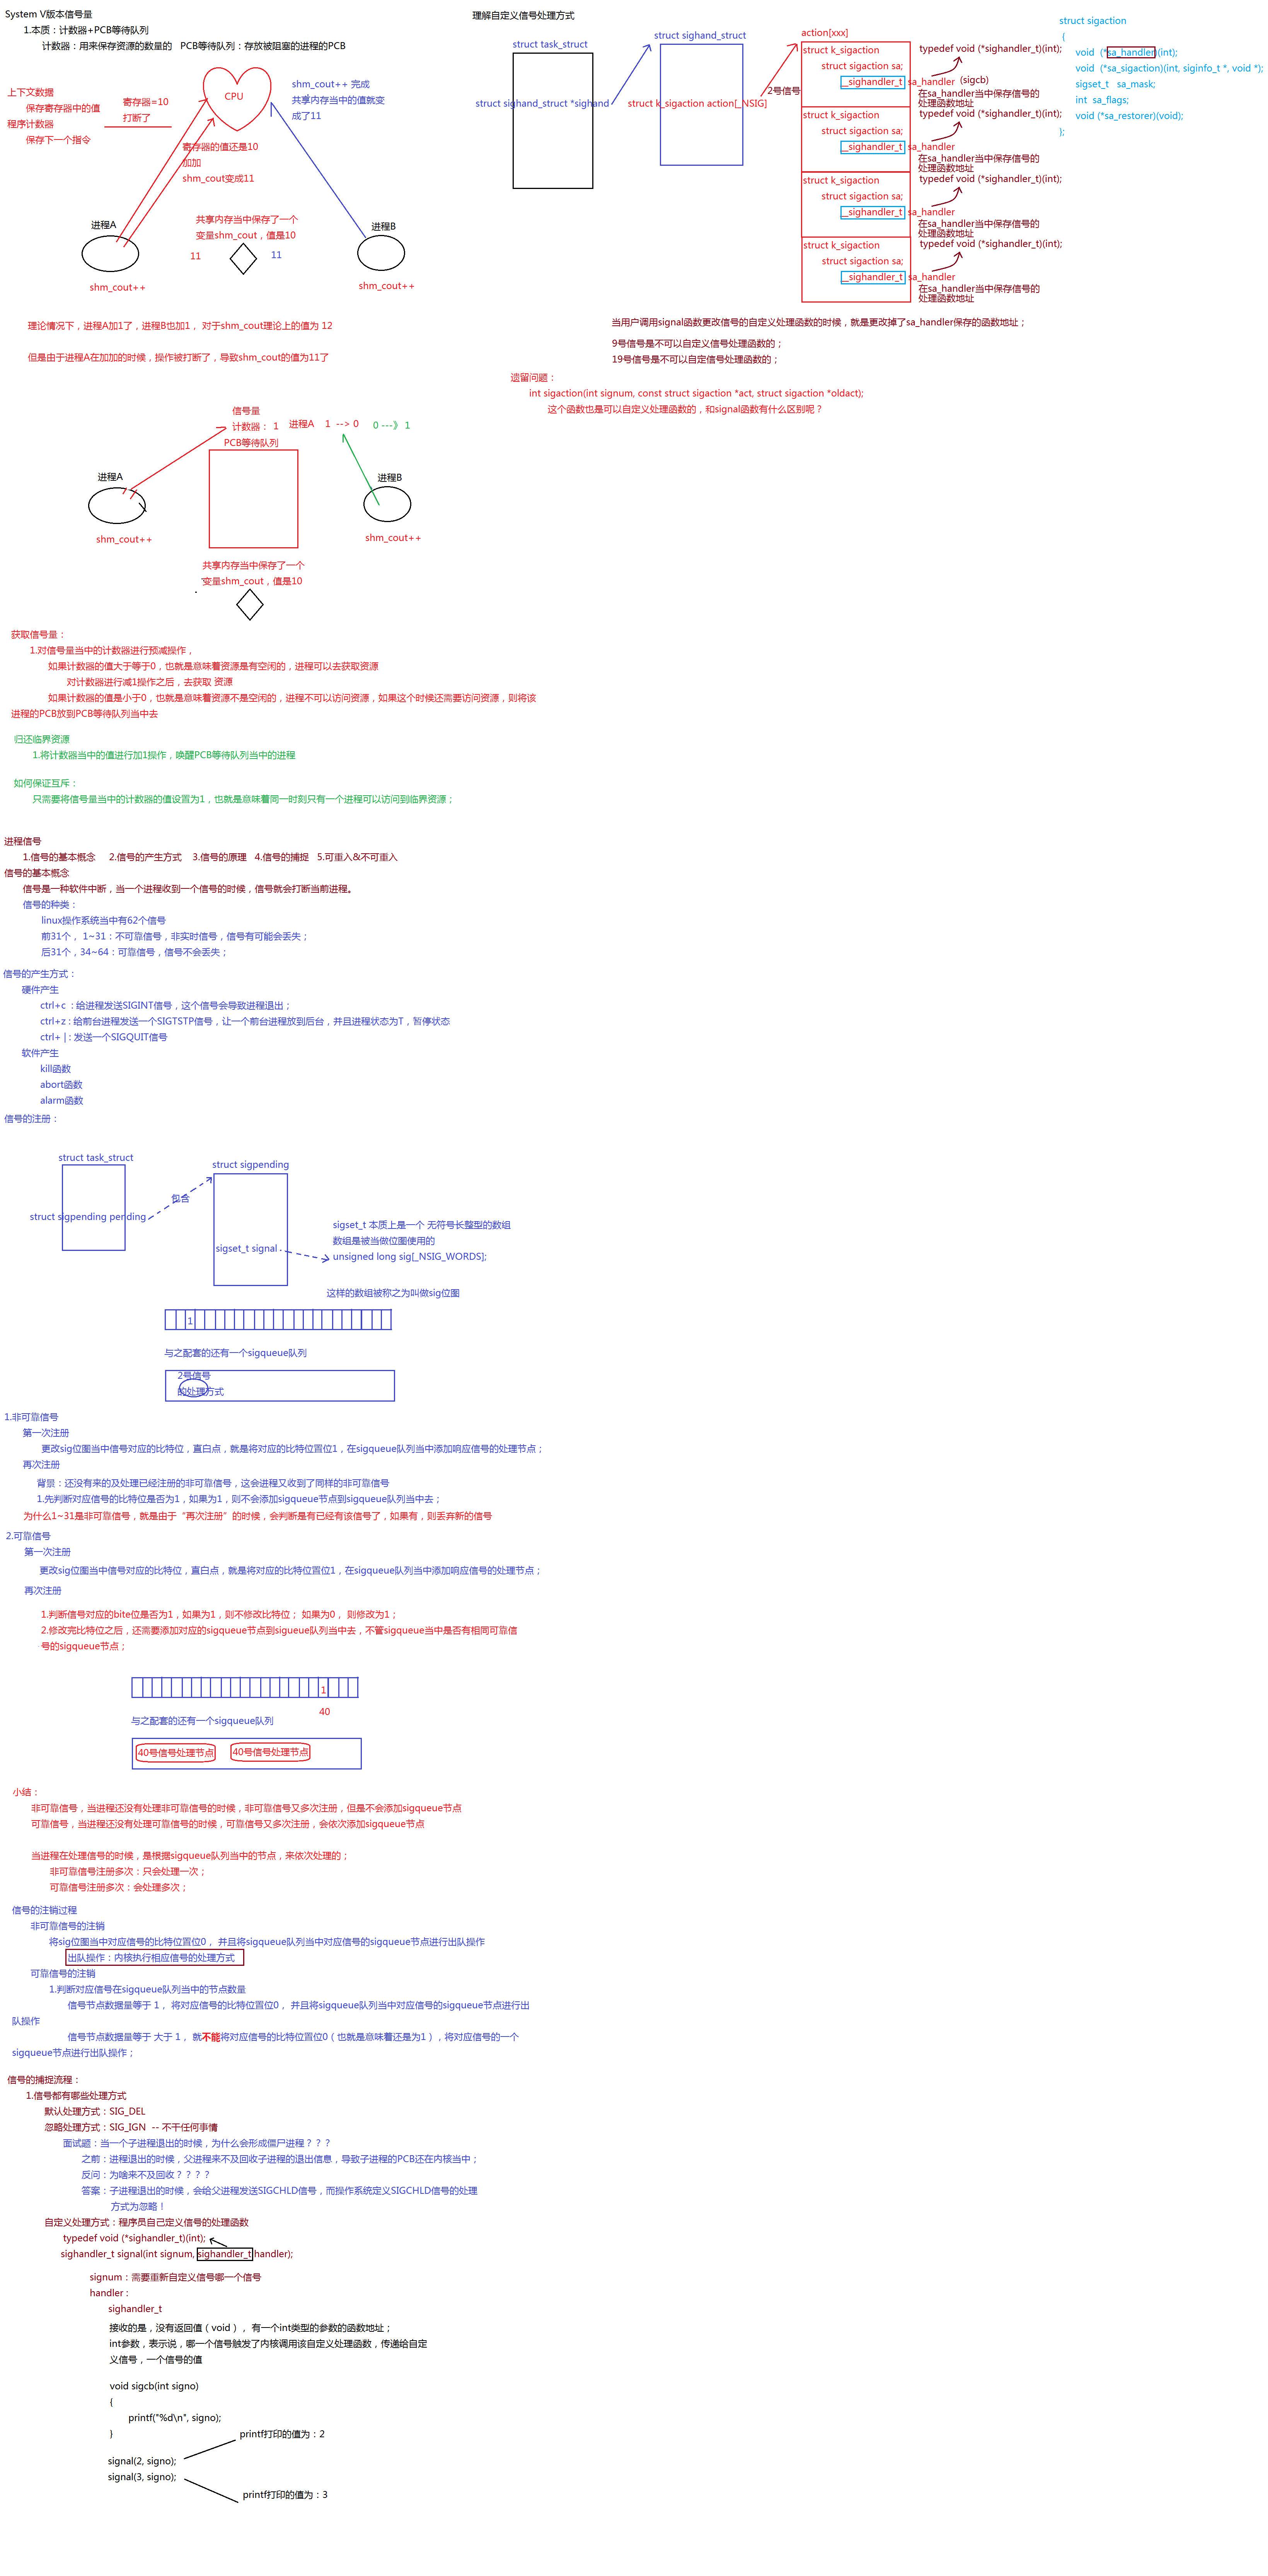 System V版本信号量
1.本质：计数器+PCB等待队列
计数器：用来保存资源的数量的   PCB等待队列：存放被阻塞的进程的PCB
上下文数据
保存寄存器中的值
程序计数器
保存下一个指令
寄存器=10
打断了
CPU
shm_cout++ 完成
共享内存当中的值就变
成了11
寄存器的值还是10
加加
shm_cout变成11
进程A
shm_cout++
共享内存当中保存了一个
变量shm_cout，值是10
11
11
进程B
shm_cout++
理论情况下，进程A加1了，进程B也加1， 对于shm_cout理论上的值为 12
但是由于进程A在加加的时候，操作被打断了，导致shm_cout的值为11了
信号量
计数器： 1
PCB等待队列
进程A    1  --> 0
0 ---》 1
进程A
shm_cout++
进程B
shm_cout++
共享内存当中保存了一个
变量shm_cout，值是10
获取信号量：
1.对信号量当中的计数器进行预减操作，
如果计数器的值大于等于0，也就是意味着资源是有空闲的，进程可以去获取资源
对计数器进行减1操作之后，去获取 资源
如果计数器的值是小于0，也就是意味着资源不是空闲的，进程不可以访问资源，如果这个时候还需要访问资源，则将该
进程的PCB放到PCB等待队列当中去
归还临界资源
1.将计数器当中的值进行加1操作，唤醒PCB等待队列当中的进程
如何保证互斥：
只需要将信号量当中的计数器的值设置为1，也就是意味着同一时刻只有一个进程可以访问到临界资源；
进程信号
1.信号的基本概念     2.信号的产生方式    3.信号的原理   4.信号的捕捉   5.可重入&不可重入
信号的基本概念
信号是一种软件中断，当一个进程收到一个信号的时候，信号就会打断当前进程。
信号的种类：
linux操作系统当中有62个信号
前31个， 1~31：不可靠信号，非实时信号，信号有可能会丢失；
后31个，34~64：可靠信号，信号不会丢失；
信号的产生方式：
硬件产生
ctrl+c  : 给进程发送SIGINT信号，这个信号会导致进程退出；
ctrl+z : 给前台进程发送一个SIGTSTP信号，让一个前台进程放到后台，并且进程状态为T，暂停状态
ctrl+ | : 发送一个SIGQUIT信号
软件产生
kill函数
abort函数
alarm函数
信号的注册：
struct task_struct
struct sigpending pending
包含
struct sigpending
sigset_t signal
sigset_t 本质上是一个 无符号长整型的数组
数组是被当做位图使用的
unsigned long sig[_NSIG_WORDS];
这样的数组被称之为叫做sig位图
1
与之配套的还有一个sigqueue队列
2号信号
的处理方式
1.非可靠信号
第一次注册
更改sig位图当中信号对应的比特位，直白点，就是将对应的比特位置位1，在sigqueue队列当中添加响应信号的处理节点；
再次注册
背景：还没有来的及处理已经注册的非可靠信号，这会进程又收到了同样的非可靠信号
1.先判断对应信号的比特位是否为1，如果为1，则不会添加sigqueue节点到sigqueue队列当中去；
为什么1~31是非可靠信号，就是由于“再次注册”的时候，会判断是有已经有该信号了，如果有，则丢弃新的信号
2.可靠信号
第一次注册
更改sig位图当中信号对应的比特位，直白点，就是将对应的比特位置位1，在sigqueue队列当中添加响应信号的处理节点；
再次注册
1.判断信号对应的bite位是否为1，如果为1，则不修改比特位； 如果为0， 则修改为1；
2.修改完比特位之后，还需要添加对应的sigqueue节点到sigueue队列当中去，不管sigqueue当中是否有相同可靠信
号的sigqueue节点；
1
40
与之配套的还有一个sigqueue队列
40号信号处理节点
40号信号处理节点
小结：
非可靠信号，当进程还没有处理非可靠信号的时候，非可靠信号又多次注册，但是不会添加sigqueue节点
可靠信号，当进程还没有处理可靠信号的时候，可靠信号又多次注册，会依次添加sigqueue节点
当进程在处理信号的时候，是根据sigqueue队列当中的节点，来依次处理的；
非可靠信号注册多次：只会处理一次；
可靠信号注册多次：会处理多次；
信号的注销过程
非可靠信号的注销
将sig位图当中对应信号的比特位置位0， 并且将sigqueue队列当中对应信号的sigqueue节点进行出队操作
出队操作：内核执行相应信号的处理方式
可靠信号的注销
1.判断对应信号在sigqueue队列当中的节点数量
信号节点数据量等于 1 ， 将对应信号的比特位置位0， 并且将sigqueue队列当中对应信号的sigqueue节点进行出
队操作
信号节点数据量等于 大于 1 ， 就不能将对应信号的比特位置位0（也就是意味着还是为1），将对应信号的一个
sigqueue节点进行出队操作；
信号的捕捉流程：
1.信号都有哪些处理方式
默认处理方式：SIG_DEL
忽略处理方式：SIG_IGN  -- 不干任何事情
面试题：当一个子进程退出的时候，为什么会形成僵尸进程？？？
之前：进程退出的时候，父进程来不及回收子进程的退出信息，导致子进程的PCB还在内核当中；
反问：为啥来不及回收？？？？
答案：子进程退出的时候，会给父进程发送SIGCHLD信号，而操作系统定义SIGCHLD信号的处理
方式为忽略！
自定义处理方式：程序员自己定义信号的处理函数
typedef void (*sighandler_t)(int);
sighandler_t signal(int signum, sighandler_t handler);
signum：需要重新自定义信号哪一个信号
handler :
sighandler_t
接收的是，没有返回值（void）， 有一个int类型的参数的函数地址；
int参数，表示说，哪一个信号触发了内核调用该自定义处理函数，传递给自定
义信号，一个信号的值
void sigcb(int signo)
{
printf("%d\n", signo);
}
printf打印的值为：2
signal(2, signo);
signal(3, signo);
printf打印的值为：3
理解自定义信号处理方式
struct task_struct
struct sighand_struct *sighand
struct sighand_struct
struct k_sigaction action[_NSIG]
2号信号
action[xxx]
struct k_sigaction
struct sigaction sa;
__sighandler_t sa_handler
typedef void (*sighandler_t)(int);
(sigcb)
在sa_handler当中保存信号的
处理函数地址
struct k_sigaction
struct sigaction sa;
__sighandler_t sa_handler
typedef void (*sighandler_t)(int);
在sa_handler当中保存信号的
处理函数地址
struct k_sigaction
struct sigaction sa;
__sighandler_t sa_handler
typedef void (*sighandler_t)(int);
在sa_handler当中保存信号的
处理函数地址
struct k_sigaction
struct sigaction sa;
__sighandler_t sa_handler
typedef void (*sighandler_t)(int);
在sa_handler当中保存信号的
处理函数地址
struct sigaction
{
void  (*sa_handler)(int);
void  (*sa_sigaction)(int, siginfo_t *, void *);
sigset_t   sa_mask;
int  sa_flags;
void (*sa_restorer)(void);
};
当用户调用signal函数更改信号的自定义处理函数的时候，就是更改掉了sa_handler保存的函数地址；
9号信号是不可以自定义信号处理函数的；
19号信号是不可以自定信号处理函数的；
遗留问题：
int sigaction(int signum, const struct sigaction *act, struct sigaction *oldact);
这个函数也是可以自定义处理函数的，和signal函数有什么区别呢？